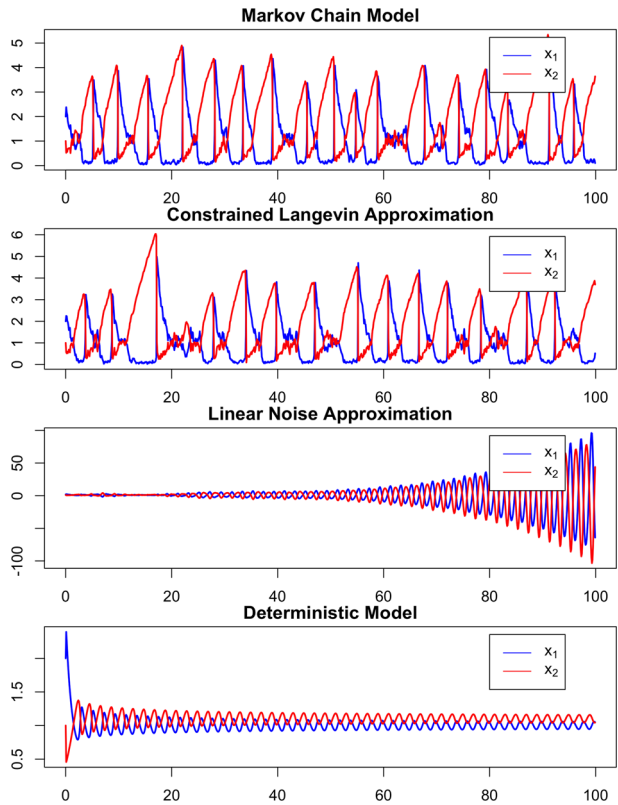 Markov Chain Model
5
4
3
2
1
0
x1
x2
0 20 40 60 80 100
Constrained Langevin Approximation
6
5
4
3
2
1
0
x1
x2
0 20 40 60 80 100
Linear Noise Approximation
50
0
-100
x1
x2
0 20 40 60 80 100
Deterministic Model
1.5
0.5
x1
x2
0 20 40 60 80 100